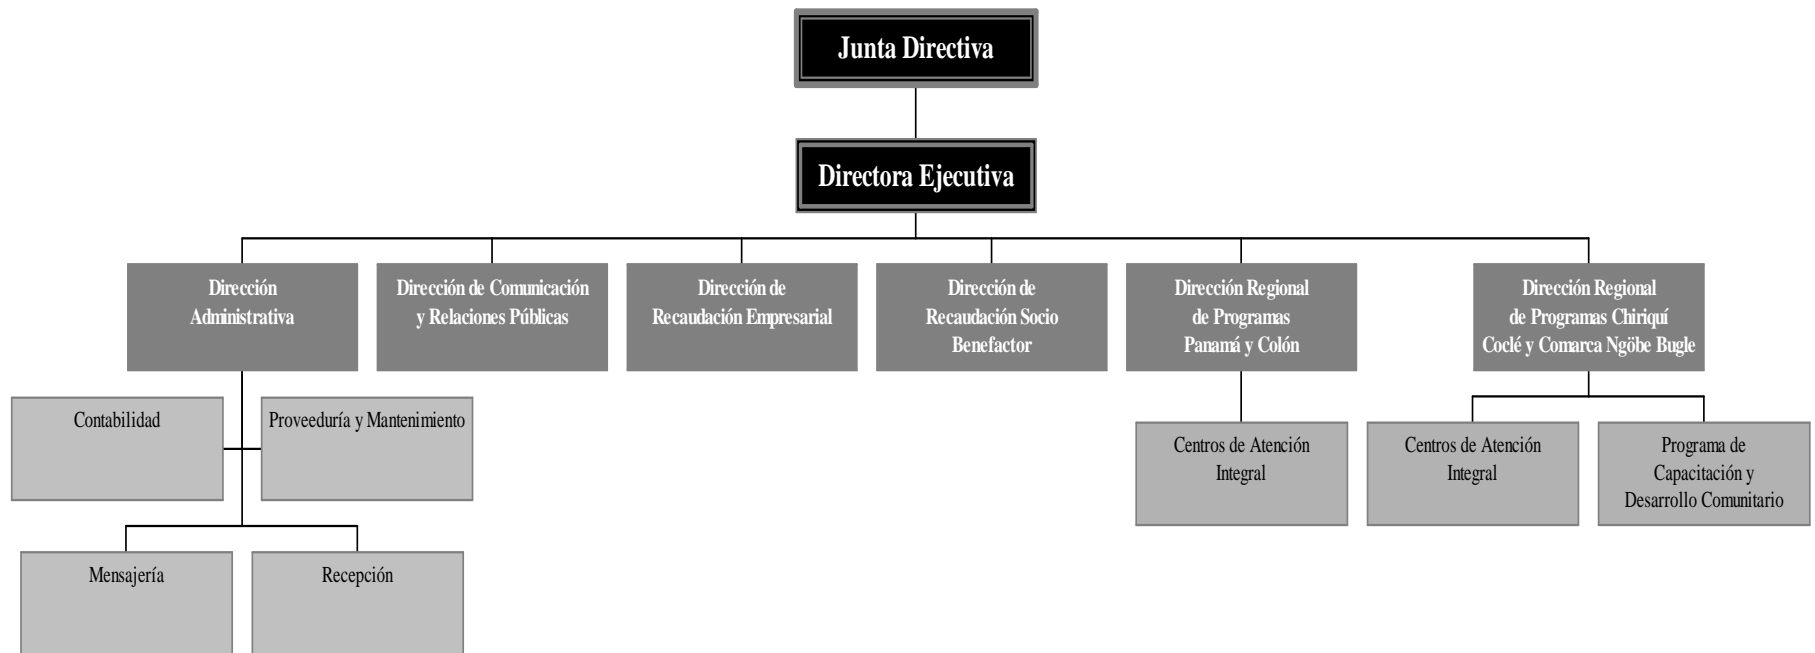 Junta Directiva
Directora Ejecutiva
Dirección
Administrativa
Dirección de Comunicación
y Relaciones Públicas
Dirección de
Recaudación Empresarial
Dirección de
Recaudación Socio
Benefactor
Dirección Regional
de Programas
Panamá y Colón
Dirección Regional
de Programas Chiriquí
Coclé y Comarca Ngöbe Bugle
Contabilidad
Proveeduría y Mantenimiento
Centros de Atención
Integral
Centros de Atención
Integral
Programa de
Capacitación y
Desarrollo Comunitario
Mensajería
Recepción